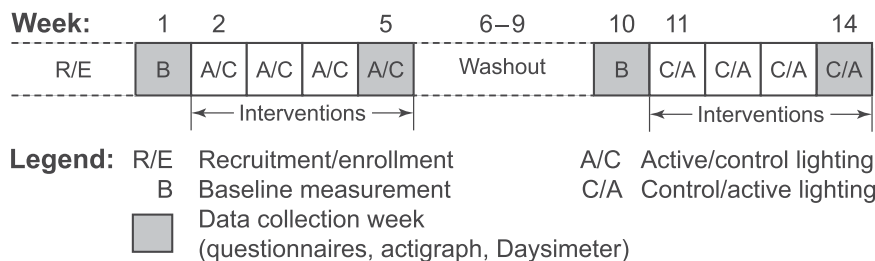 Week: 1 2 5 6–9 10 11 14
R/E B A/C A/C A/C A/C Washout B C/A C/A C/A C/A
Interventions Interventions
Legend: R/E Recruitment/enrollment A/C Active/control lighting
B Baseline measurement C/A Control/active lighting
Data collection week
(questionnaires, actigraph, Daysimeter)